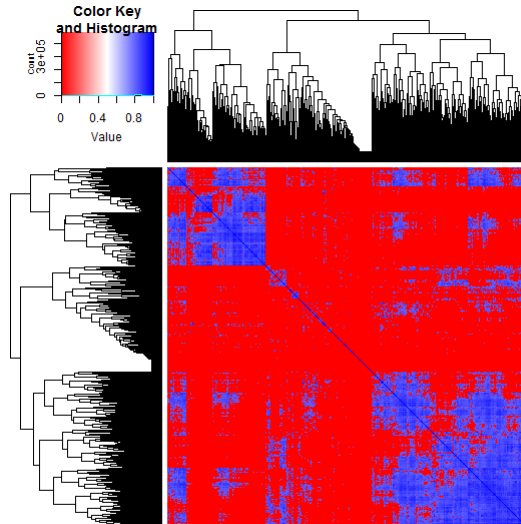 Color Key
and Histogram
Count
0 3e+05
0 0.4 0.8
Value